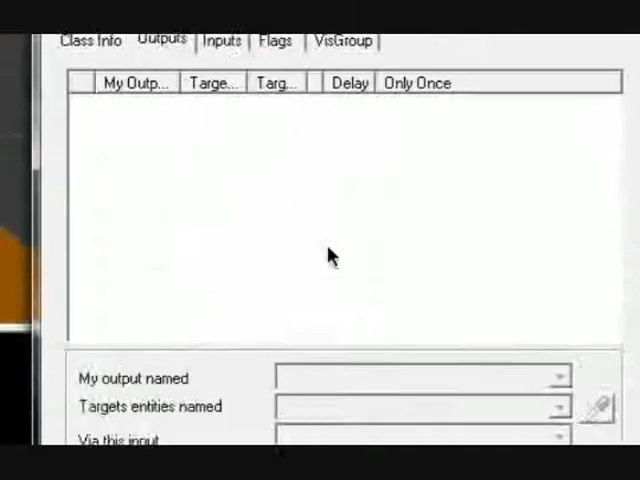 Class Info Outputs Inputs Flags VisGroup
My Outp... Targe... Targ... Delay Only Once
My output named
Targets entities named
Via this input